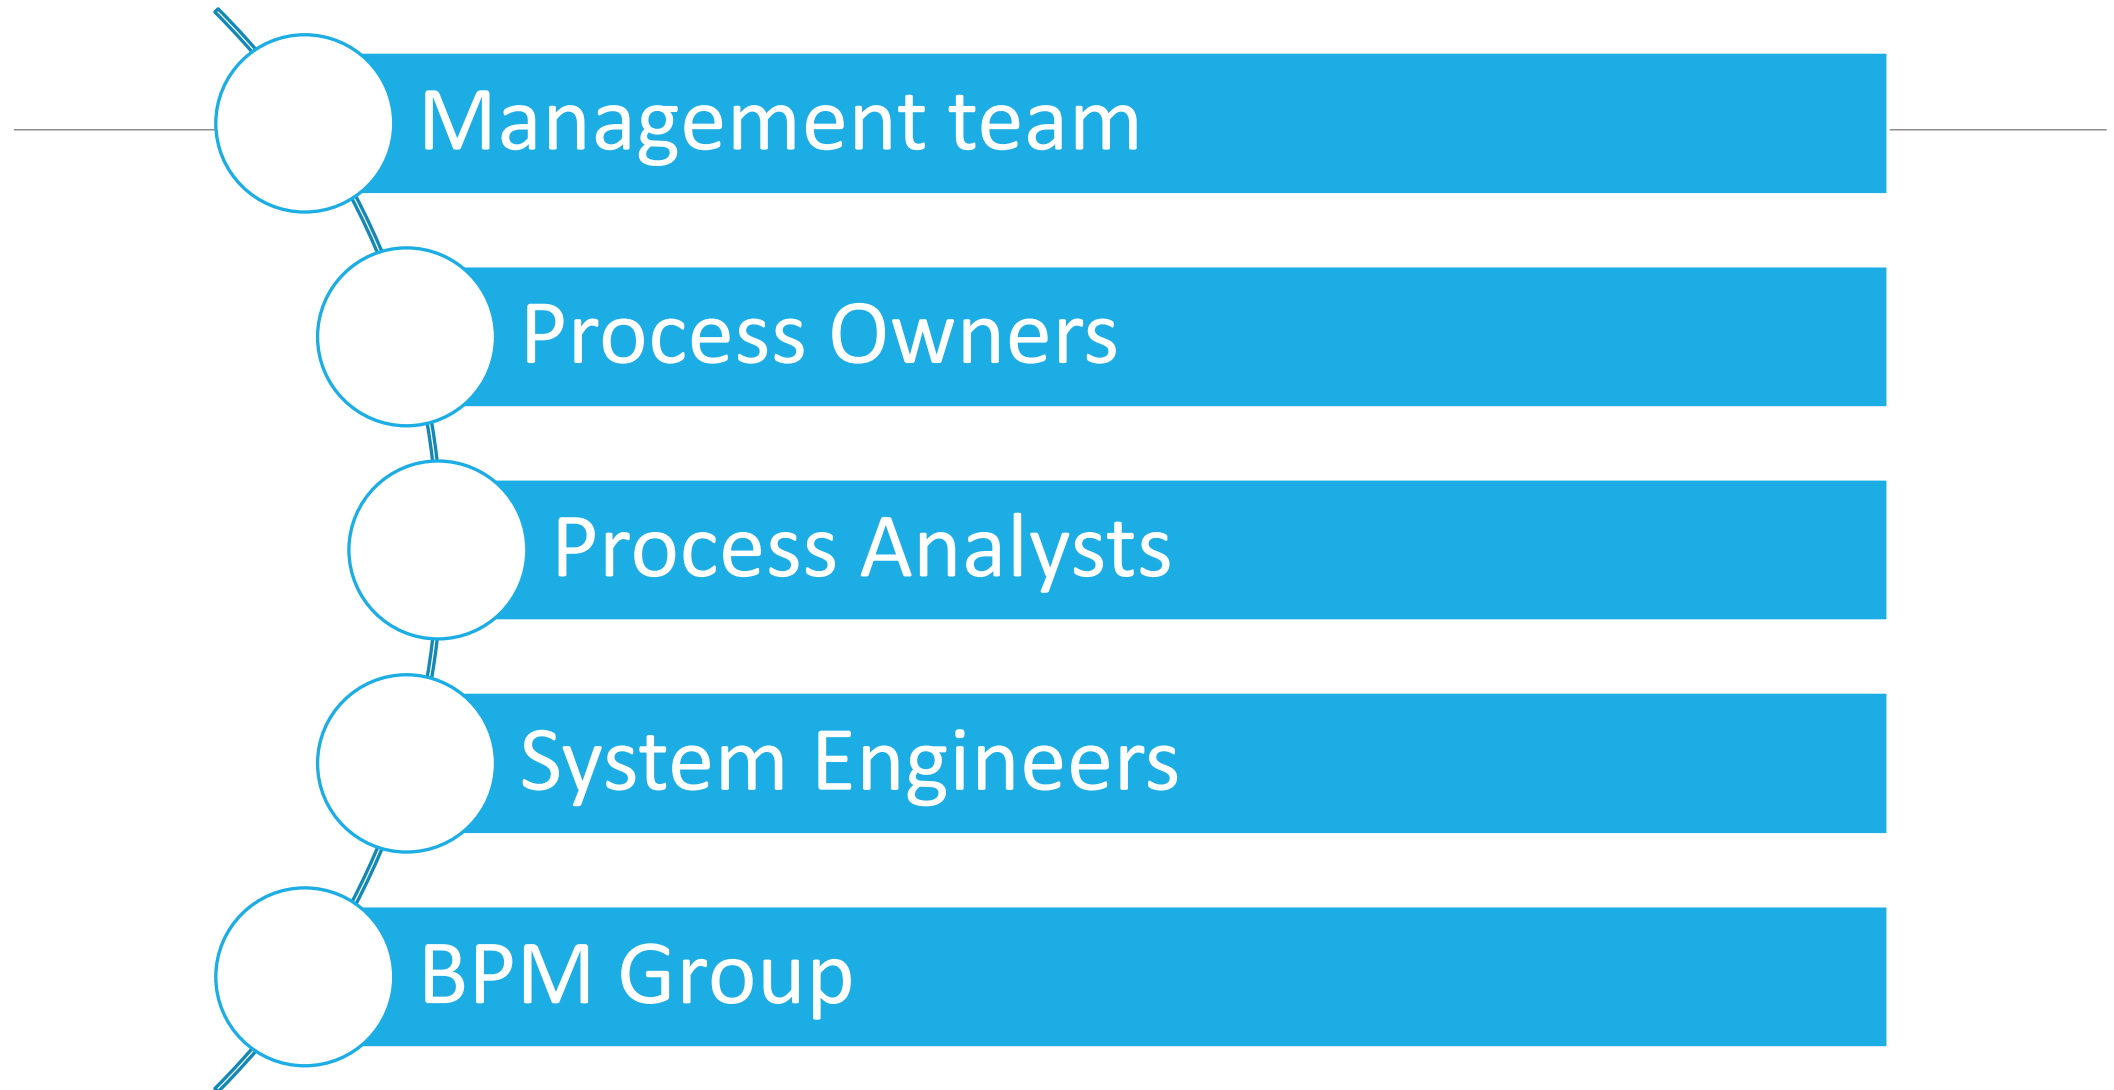 Management team
Process Owners
Process Analysts
System Engineers
BPM Group